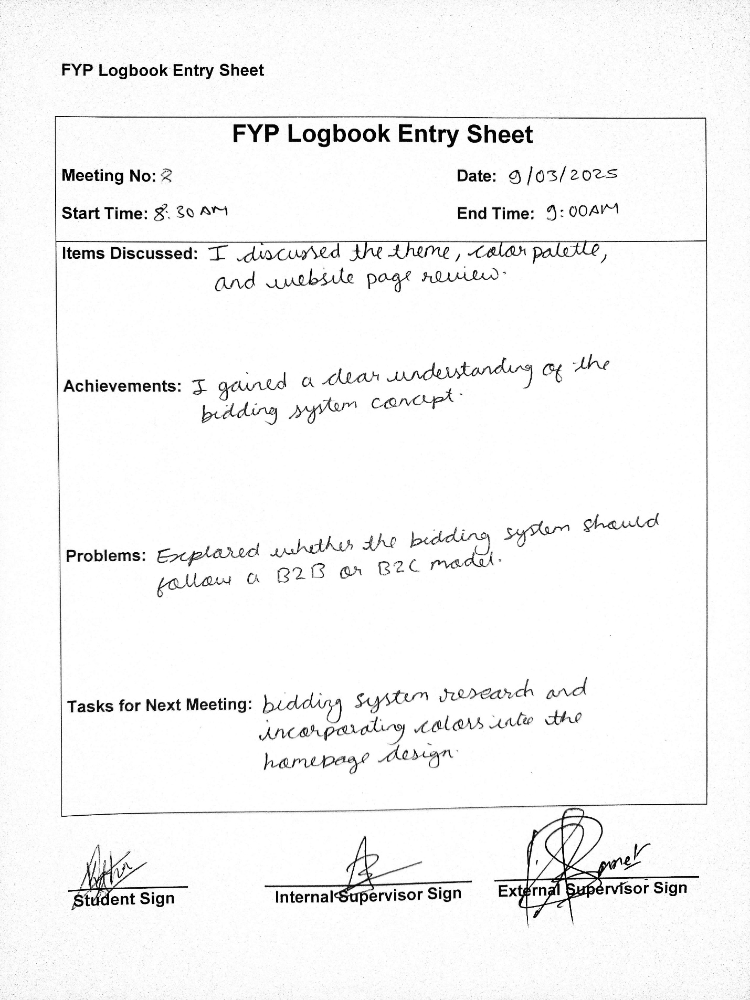 FYP Logbook Entry Sheet
FYP Logbook Entry Sheet
Meeting No: 8
Date: 9/03/2025
Start Time: 8:30 AM
End Time: 9:00AM
Items Discussed: I discussed the theme, color palette,
and website page review.
Achievements: I gained a clear understanding of the
bidding system concept.
Problems: Explored whether the bidding system should
follow a B2B or B2C model.
Tasks for Next Meeting: bidding system research and
incorporating colors into the
homepage design.
Student Sign
Internal Supervisor Sign
External Supervisor Sign